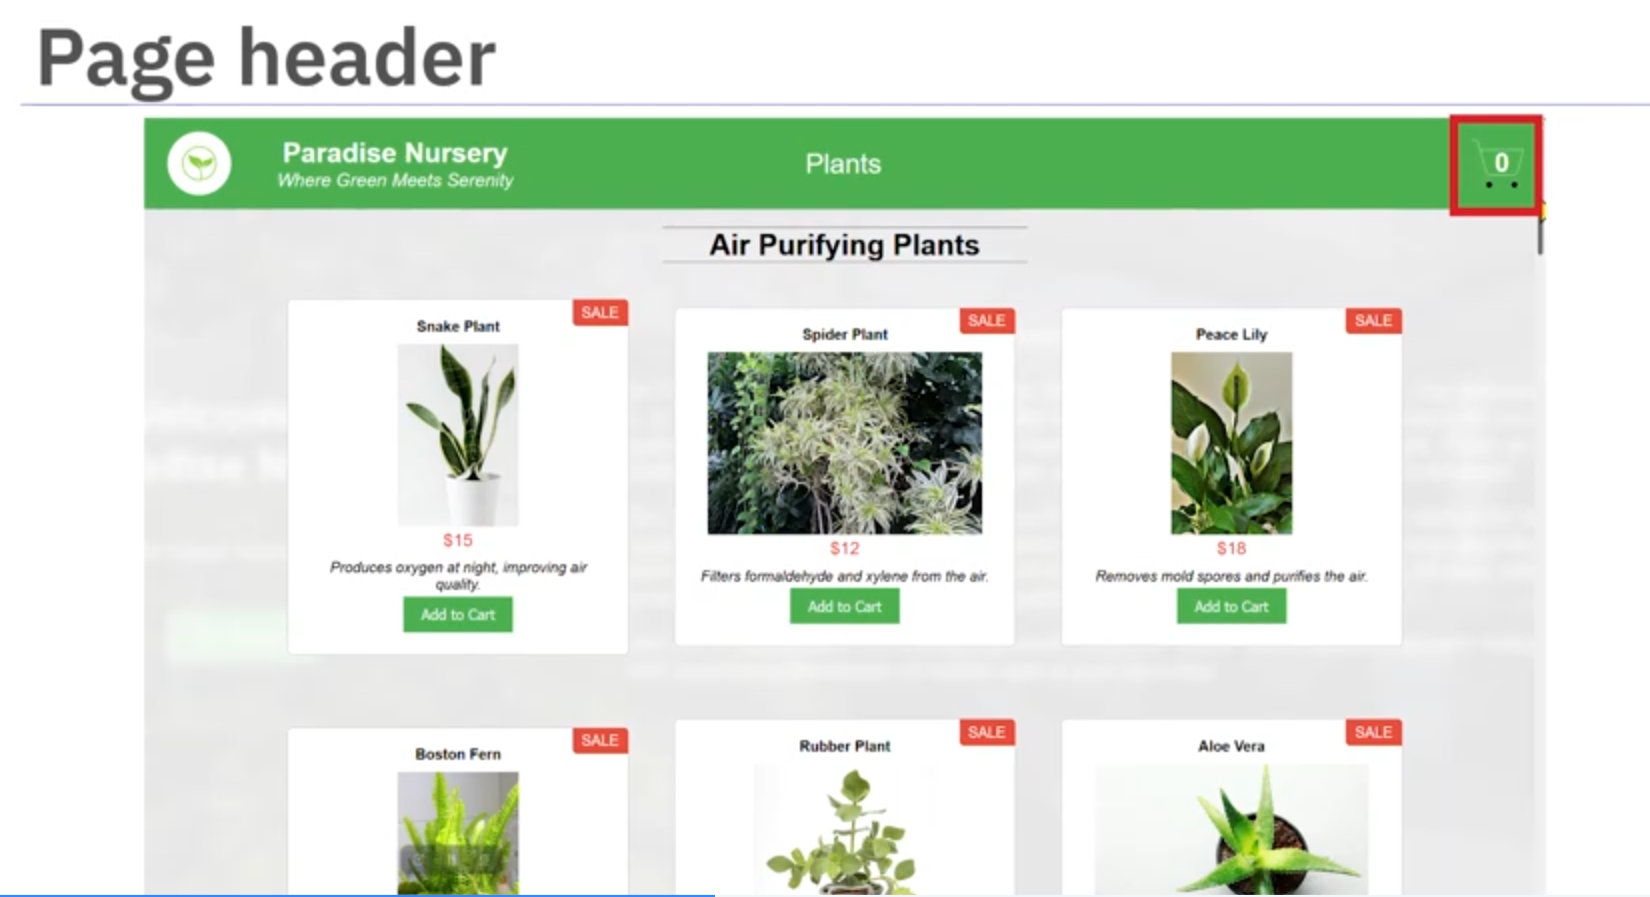 Page header
Paradise Nursery
Where Green Meets Serenity
Plants
0
Air Purifying Plants
SALE
Snake Plant
$15
Produces oxygen at night, improving air
quality.
Add to Cart
SALE
Spider Plant
$12
Filters formaldehyde and xylene from the air.
Add to Cart
SALE
Peace Lily
$18
Removes mold spores and purifies the air.
Add to Cart
SALE
Boston Fern
SALE
Rubber Plant
SALE
Aloe Vera